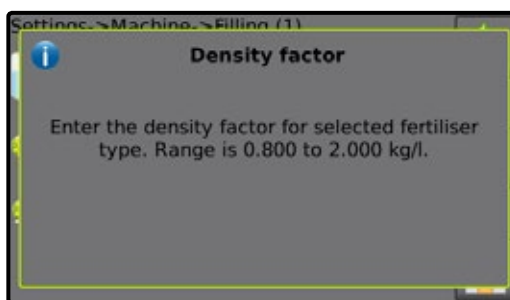 Settings->Machine->Filling (1)
Density factor
Enter the density factor for selected fertiliser
type. Range is 0.800 to 2.000 kg/l.